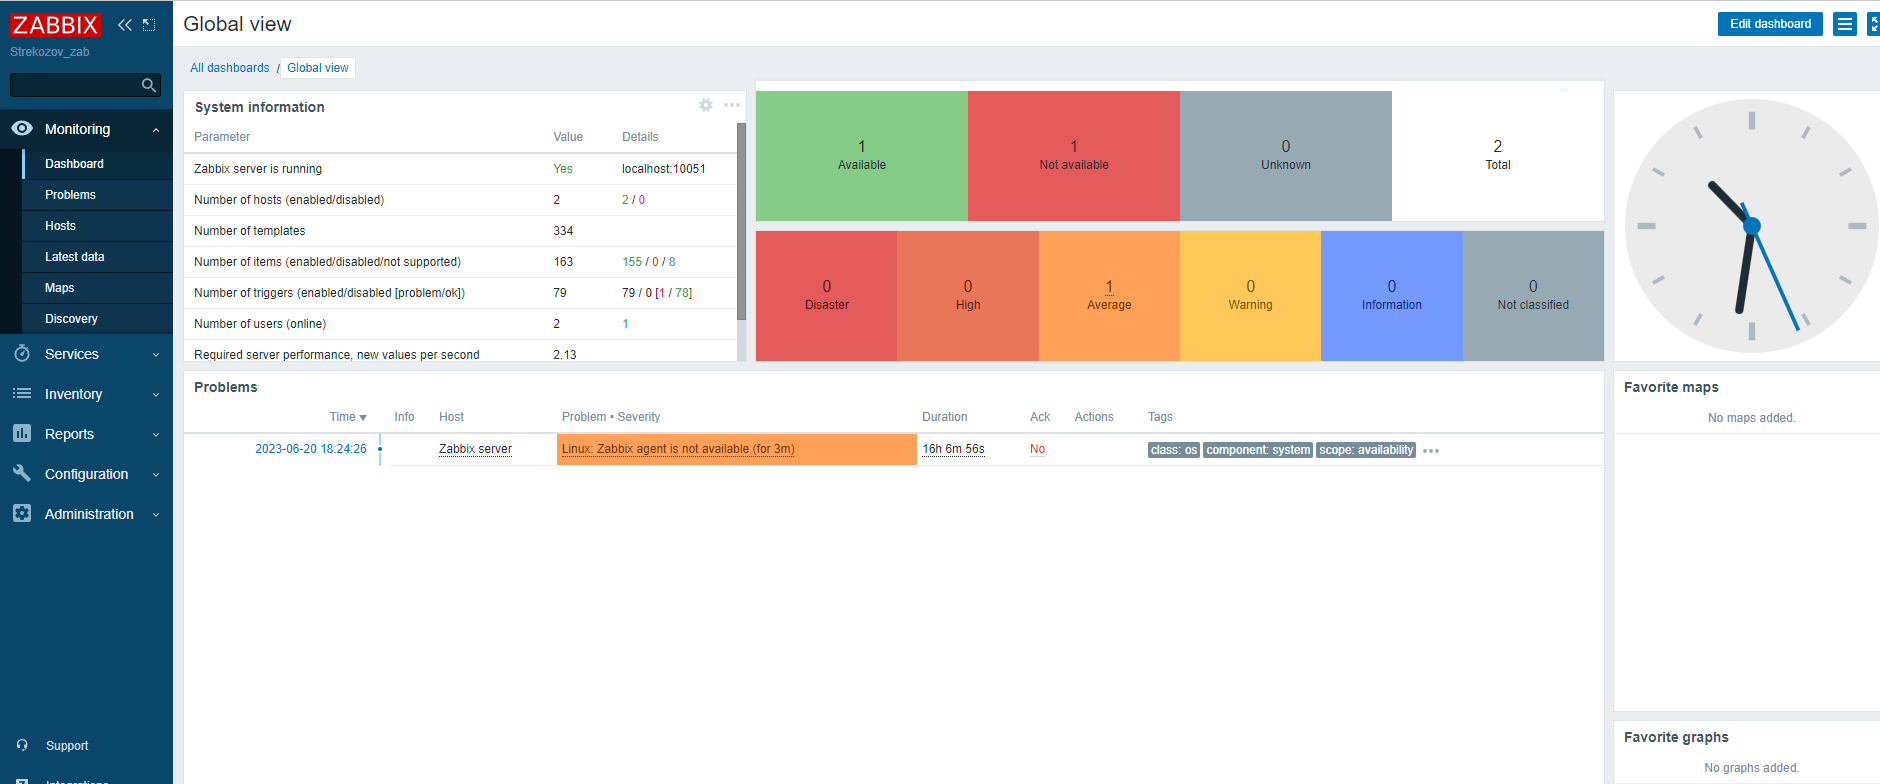 ZABBIX
Strekozov_zab
Monitoring
Dashboard
Problems
Hosts
Latest data
Maps
Discovery
Services
Inventory
Reports
Configuration
Administration
Support
Integrations
Global view
Edit dashboard
All dashboards / Global view
System information
Parameter Value Details
Zabbix server is running Yes localhost:10051
Number of hosts (enabled/disabled) 2 2 / 0
Number of templates 334
Number of items (enabled/disabled/not supported) 163 155 / 0 / 8
Number of triggers (enabled/disabled [problem/ok]) 79 79 / 0 [1 / 78]
Number of users (online) 2 1
Required server performance, new values per second 2.13
1 1 0 2
Available Not available Unknown Total
0 0 1 0 0 0
Disaster High Average Warning Information Not classified
Problems
Time Info Host Problem • Severity Duration Ack Actions Tags
2023-06-20 18:24:26 Zabbix server Linux: Zabbix agent is not available (for 3m) 16h 6m 56s No class: os component: system scope: availability
Favorite maps
No maps added.
Favorite graphs
No graphs added.